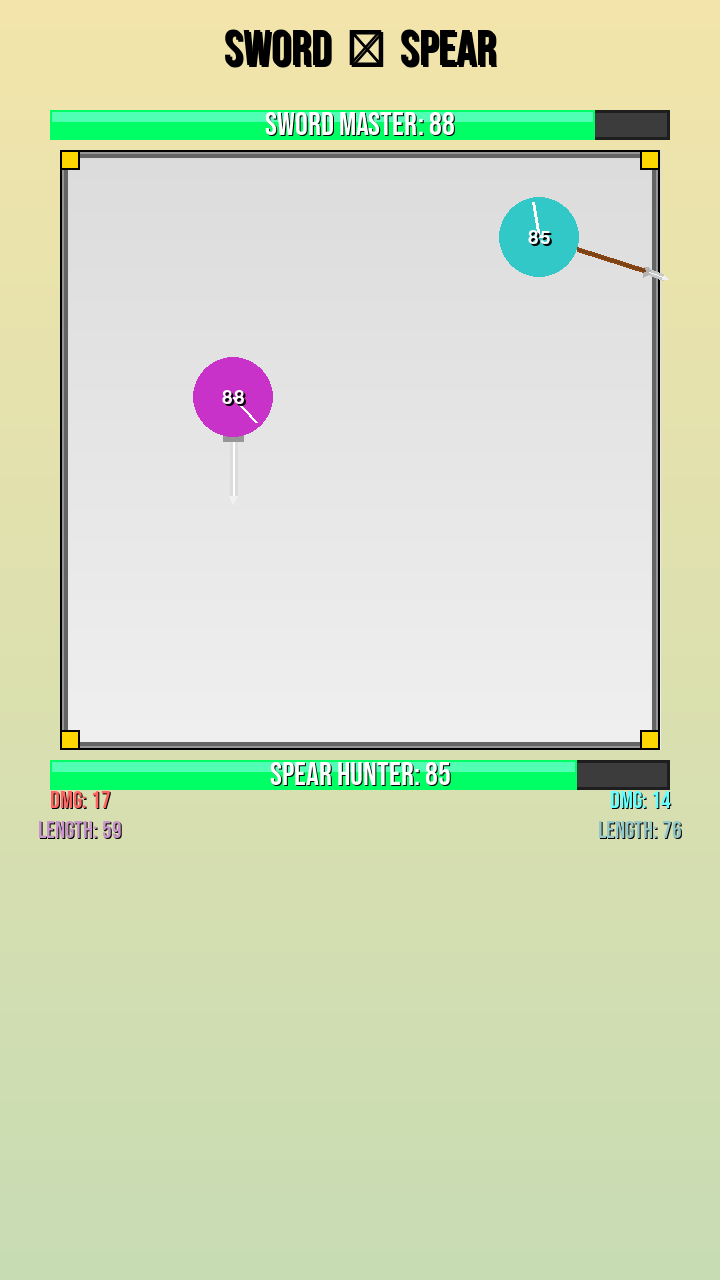 SWORD ☒ SPEAR
SWORD MASTER: 88
85
88
SPEAR HUNTER: 85
DMG: 17 DMG: 14
LENGTH: 59 LENGTH: 76